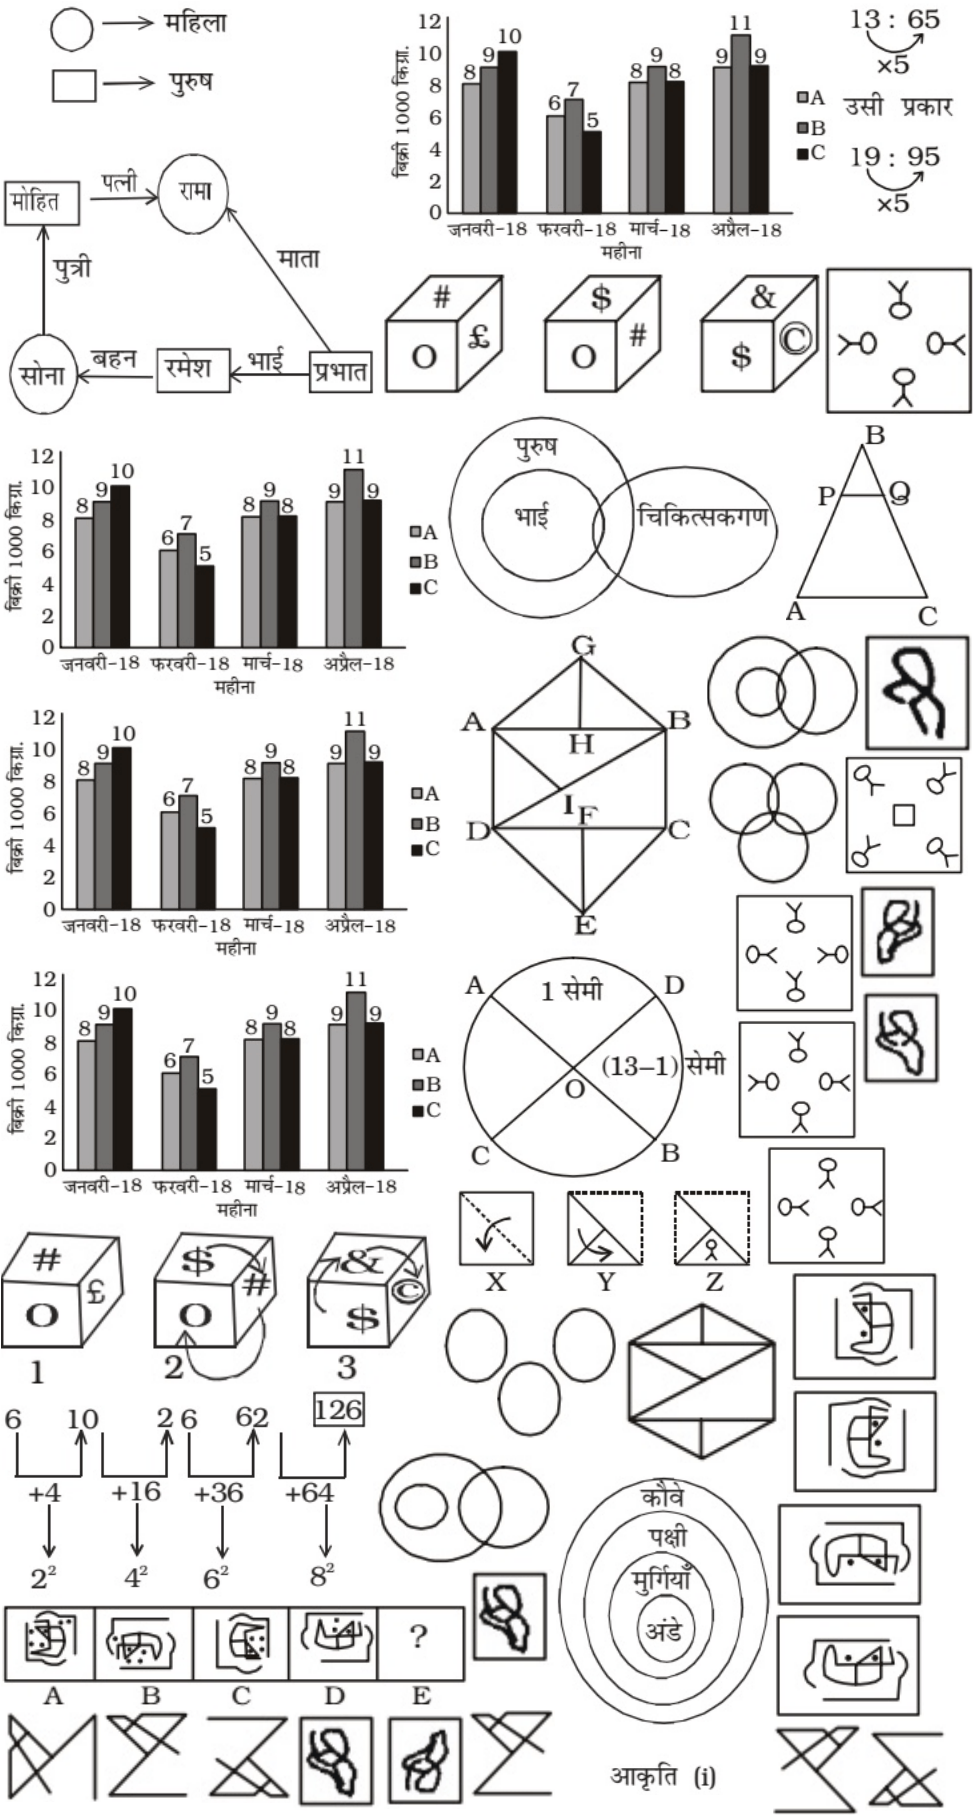 महिला
पुरुष
मोहित
पत्नी
रामा
माता
पुत्री
सोना
बहन
रमेश
भाई
प्रभात
12
10
8
6
4
2
0
बिक्री 1000 किग्रा.
8 9 10
6 7 5
8 9 8
9 11 9
A
B
C
जनवरी-18 फरवरी-18 मार्च-18 अप्रैल-18
महीना
13 : 65
×5
उसी प्रकार
19 : 95
×5
# O £
$ O #
& $ ©
12
10
8
6
4
2
0
बिक्री 1000 किग्रा.
8 9 10
6 7 5
8 9 8
9 11 9
A
B
C
जनवरी-18 फरवरी-18 मार्च-18 अप्रैल-18
महीना
पुरुष
भाई
चिकित्सकगण
B
P Q
A C
12
10
8
6
4
2
0
बिक्री 1000 किग्रा.
8 9 10
6 7 5
8 9 8
9 11 9
A
B
C
जनवरी-18 फरवरी-18 मार्च-18 अप्रैल-18
महीना
G
A B
H
I F
D C
E
12
10
8
6
4
2
0
बिक्री 1000 किग्रा.
8 9 10
6 7 5
8 9 8
9 11 9
A
B
C
जनवरी-18 फरवरी-18 मार्च-18 अप्रैल-18
महीना
A 1 सेमी D
(13–1) सेमी
O
C B
X Y Z
# O £
$ # O
& © $
1 2 3
6 10 2 6 62 126
+4 +16 +36 +64
2² 4² 6² 8²
कौवे
पक्षी
मुर्गियाँ
अंडे
?
A B C D E
आकृति (i)